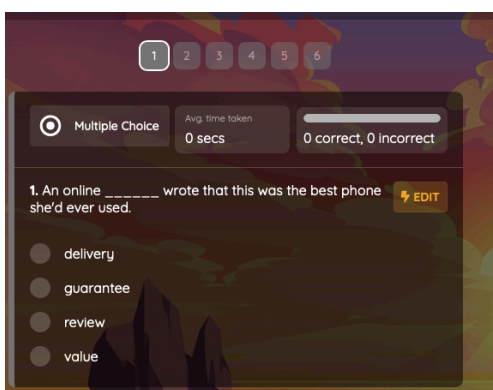 1 2 3 4 5 6
Multiple Choice
Avg. time taken
0 secs
0 correct, 0 incorrect
1. An online ______ wrote that this was the best phone
she'd ever used.
EDIT
delivery
guarantee
review
value